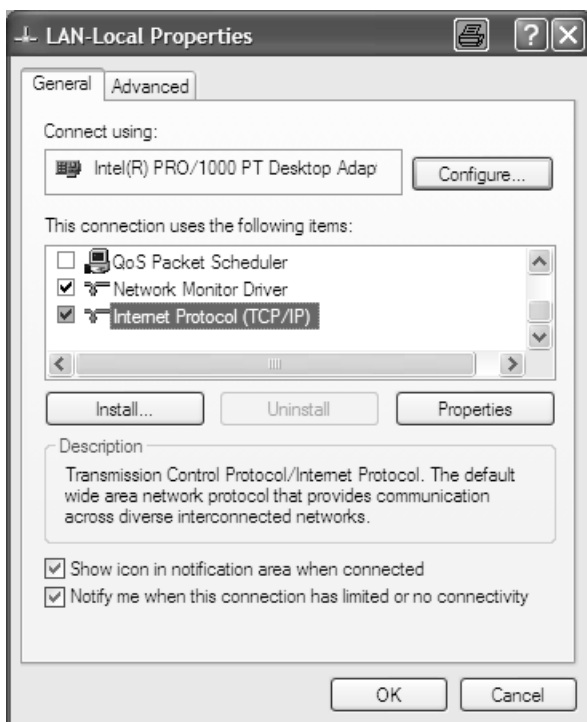 LAN-Local Properties
General
Advanced
Connect using:
Intel(R) PRO/1000 PT Desktop Adap
Configure...
This connection uses the following items:
QoS Packet Scheduler
Network Monitor Driver
Internet Protocol (TCP/IP)
Install...
Uninstall
Properties
Description
Transmission Control Protocol/Internet Protocol. The default
wide area network protocol that provides communication
across diverse interconnected networks.
Show icon in notification area when connected
Notify me when this connection has limited or no connectivity
OK
Cancel